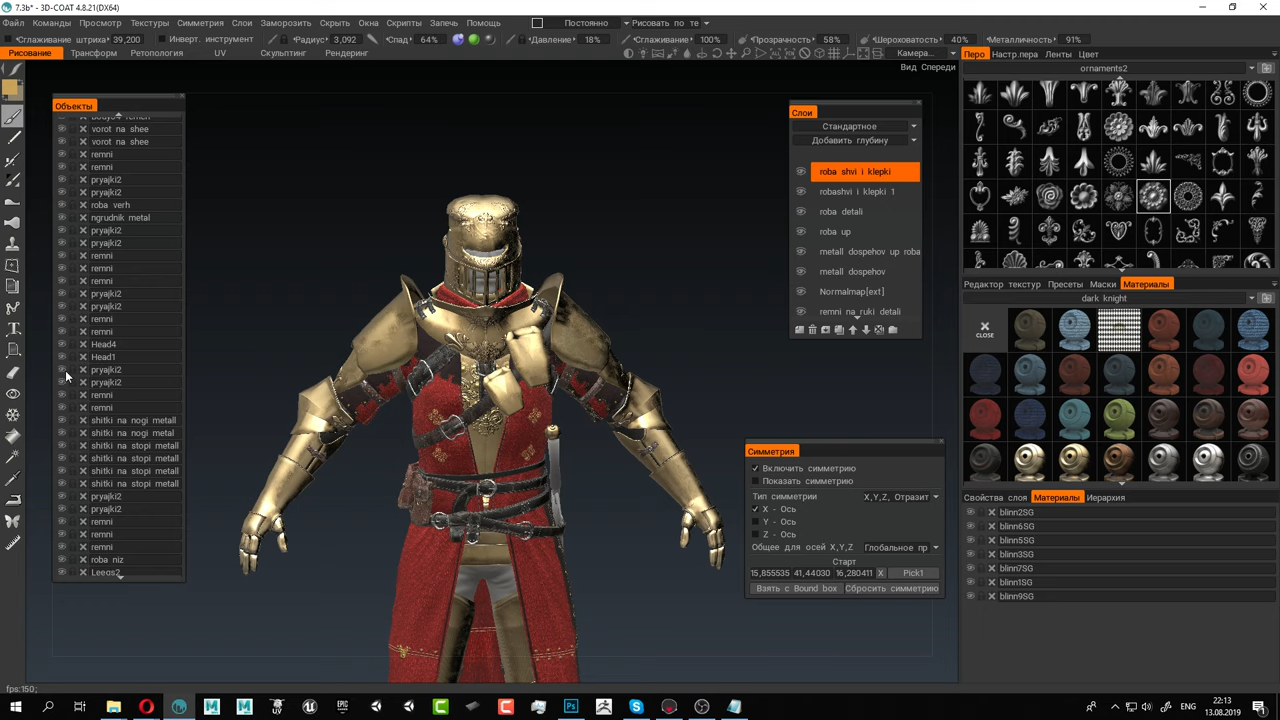 7.3b* - 3D-COAT 4.8.21(DX64)
Файл Команды Просмотр Текстуры Симметрия Слои Заморозить Скрыть Окна Скрипты Запечь Помощь Постоянно Рисовать по те
Сглаживание штриха 39,200 Инверт. инструмент Радиус 3,092 Спад 64% Давление 18% Сглаживание 100% Прозрачность 58% Шероховатость 40% Металличность 91%
Рисование Трансформ Ретопология UV Скульптинг Рендеринг Камера...
Вид Спереди
Объекты
vorot na shee
vorot na shee
remni
remni
pryajki2
pryajki2
roba verh
ngrudnik metal
pryajki2
pryajki2
remni
remni
remni
pryajki2
pryajki2
remni
remni
Head4
Head1
pryajki2
pryajki2
remni
remni
shitki na nogi metall
shitki na nogi metal
shitki na stopi metall
shitki na stopi metall
shitki na stopi metall
shitki na stopi metall
pryajki2
pryajki2
remni
remni
remni
roba niz
Leegs2
Слои
Стандартное
Добавить глубину
roba shvi i klepki
robashvi i klepki 1
roba detali
roba up
metall dospehov up roba
metall dospehov
Normalmap[ext]
remni na ruki detali
Симметрия
Включить симметрию
Показать симметрию
Тип симметрии X,Y,Z, Отразит
X - Ось
Y - Ось
Z - Ось
Общее для осей X,Y,Z Глобальное пр
Старт
15,855535 41,44030 16,280411 X Pick1
Взять с Bound box Сбросить симметрию
Перо Настр.пера Ленты Цвет
ornaments2
Редактор текстур Пресеты Маски Материалы
dark knight
CLOSE
Свойства слоя Материалы Иерархия
blinn2SG
blinn6SG
blinn5SG
blinn3SG
blinn7SG
blinn1SG
blinn9SG
fps:150;
22:13
13.08.2019